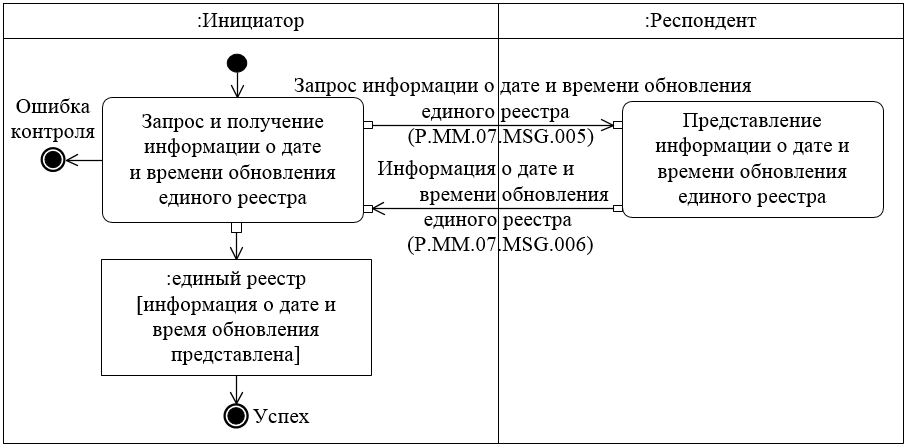 :Инициатор
:Респондент
Ошибка
контроля
Запрос и получение
информации о дате
и времени обновления
единого реестра
Запрос информации о дате и времени обновления
единого реестра
(P.MM.07.MSG.005)
Информация о дате и
времени обновления
единого реестра
(P.MM.07.MSG.006)
Представление
информации о дате и
времени обновления
единого реестра
:единый реестр
[информация о дате и
время обновления
представлена]
Успех